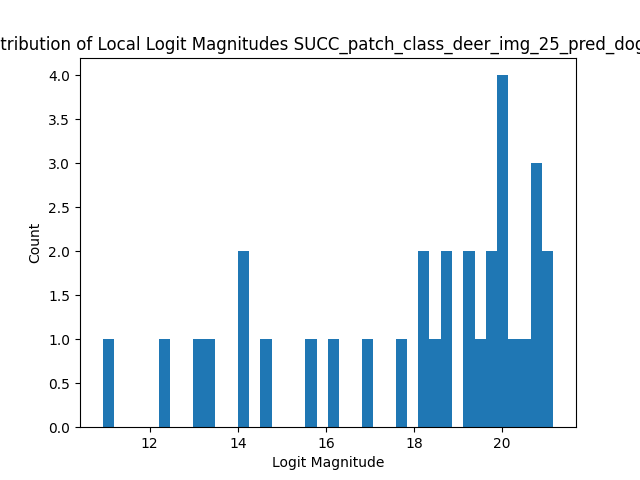 tribution of Local Logit Magnitudes SUCC_patch_class_deer_img_25_pred_dog
4.0
3.5
3.0
2.5
2.0
1.5
1.0
0.5
0.0
Count
12 14 16 18 20
Logit Magnitude